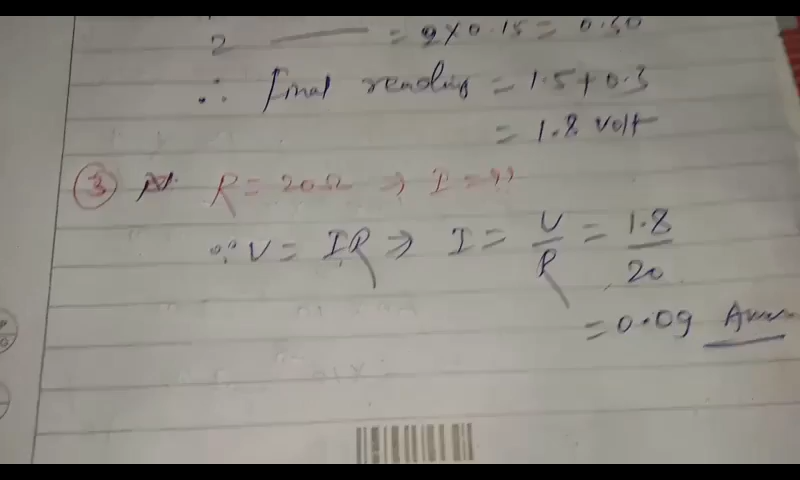 2 —— = 2×0.15 = 0.30
∴ Final reading = 1.5+0.3
= 1.8 volt
③ R = 20Ω ⇒ I = ??
∵ V = IR ⇒ I = V/R = 1.8/20
= 0.09